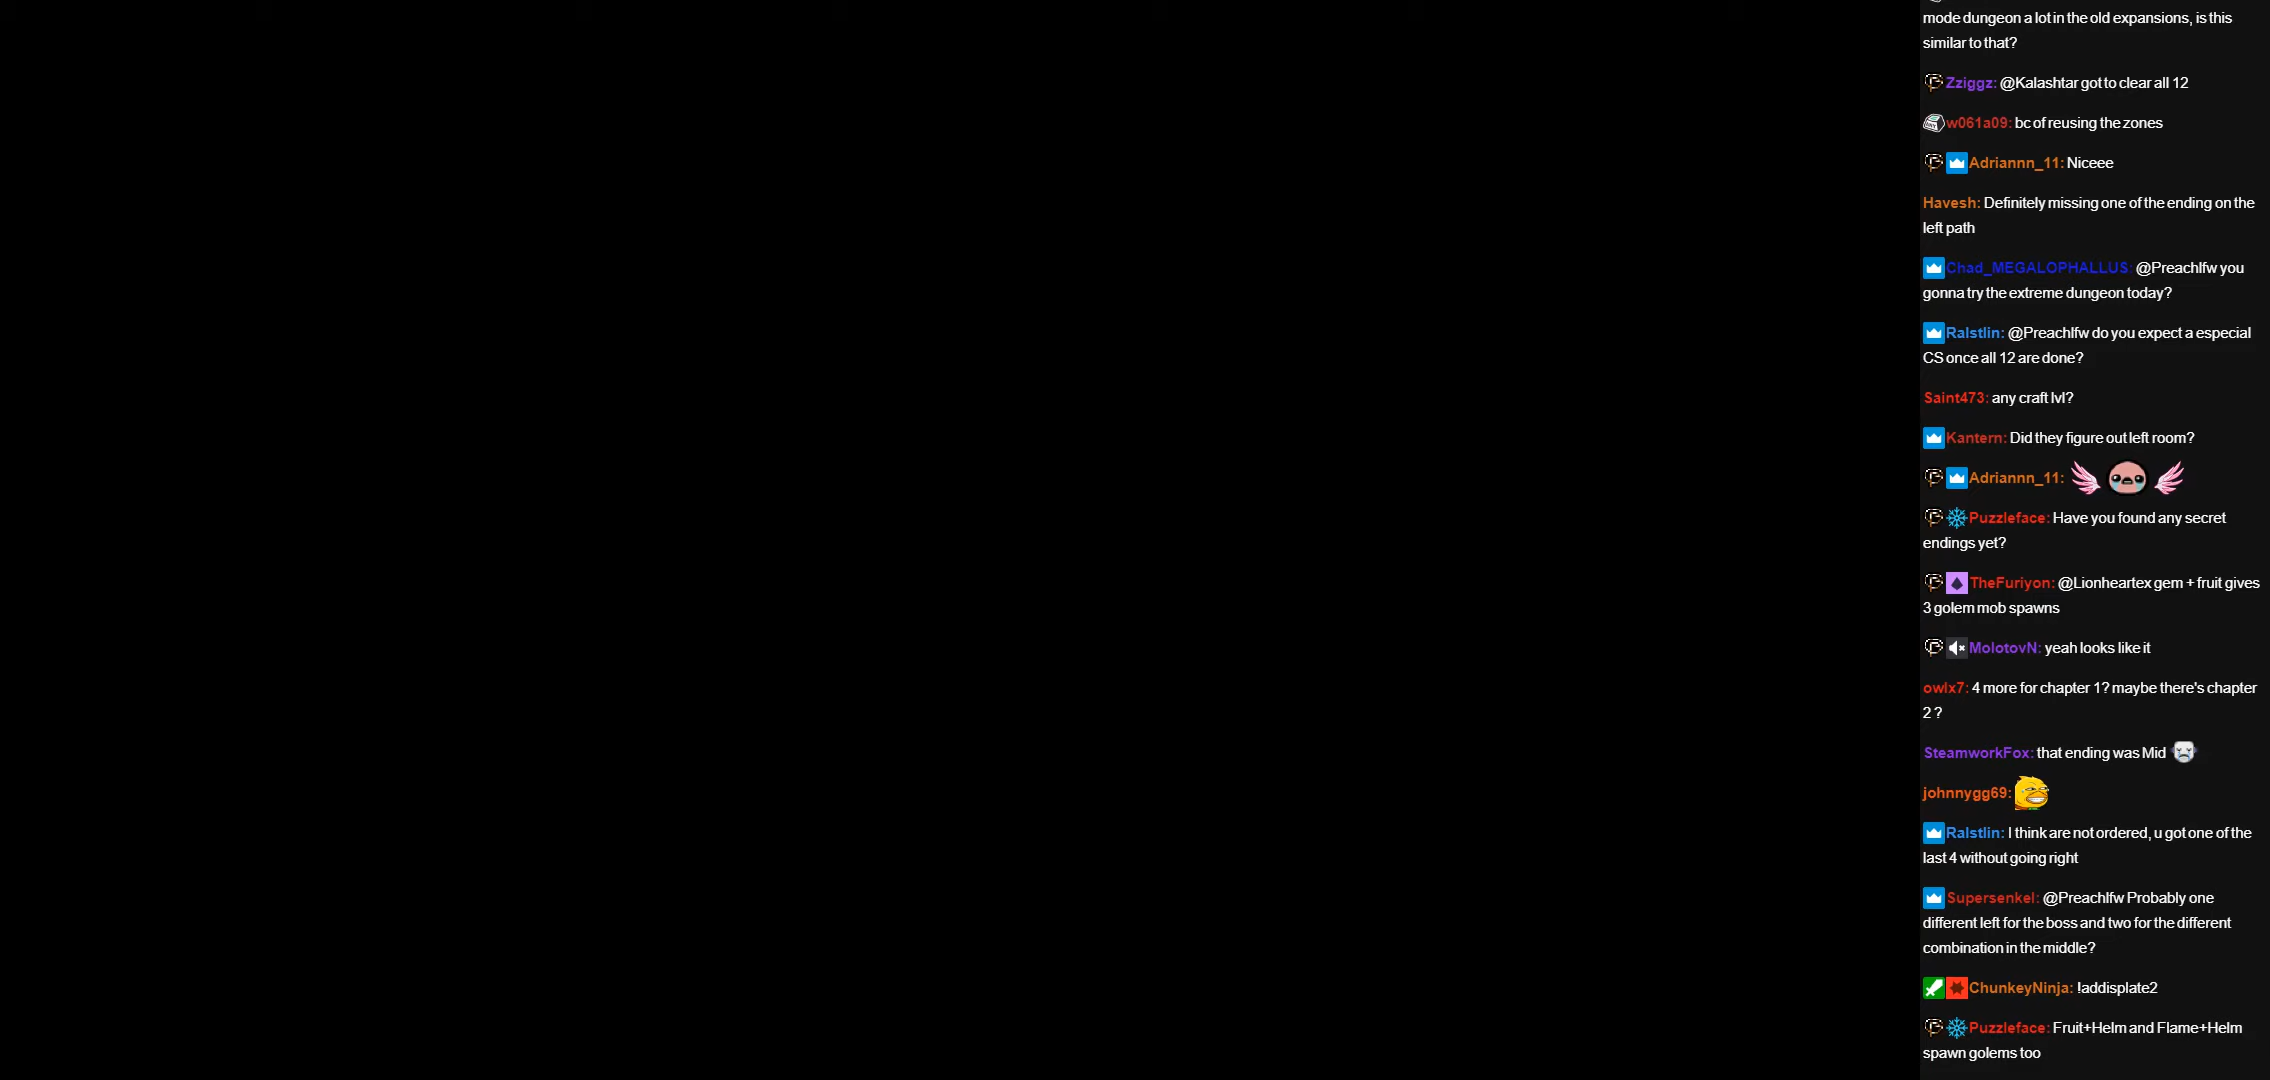 mode dungeon a lot in the old expansions, is this
similar to that?
Zziggz: @Kalashtar got to clear all 12
w061a09: bc of reusing the zones
Adriannn_11: Niceee
Havesh: Definitely missing one of the ending on the
left path
Chad_MEGALOPHALLUS: @Preachlfw you
gonna try the extreme dungeon today?
Ralstlin: @Preachlfw do you expect a especial
CS once all 12 are done?
Saint473: any craft lvl?
Kantern: Did they figure out left room?
Adriannn_11:
Puzzleface: Have you found any secret
endings yet?
TheFuriyon: @Lionheartex gem + fruit gives
3 golem mob spawns
MolotovN: yeah looks like it
owlx7: 4 more for chapter 1? maybe there's chapter
2 ?
SteamworkFox: that ending was Mid
johnnygg69:
Ralstlin: I think are not ordered, u got one of the
last 4 without going right
Supersenkel: @Preachlfw Probably one
different left for the boss and two for the different
combination in the middle?
ChunkeyNinja: !addisplate2
Puzzleface: Fruit+Helm and Flame+Helm
spawn golems too